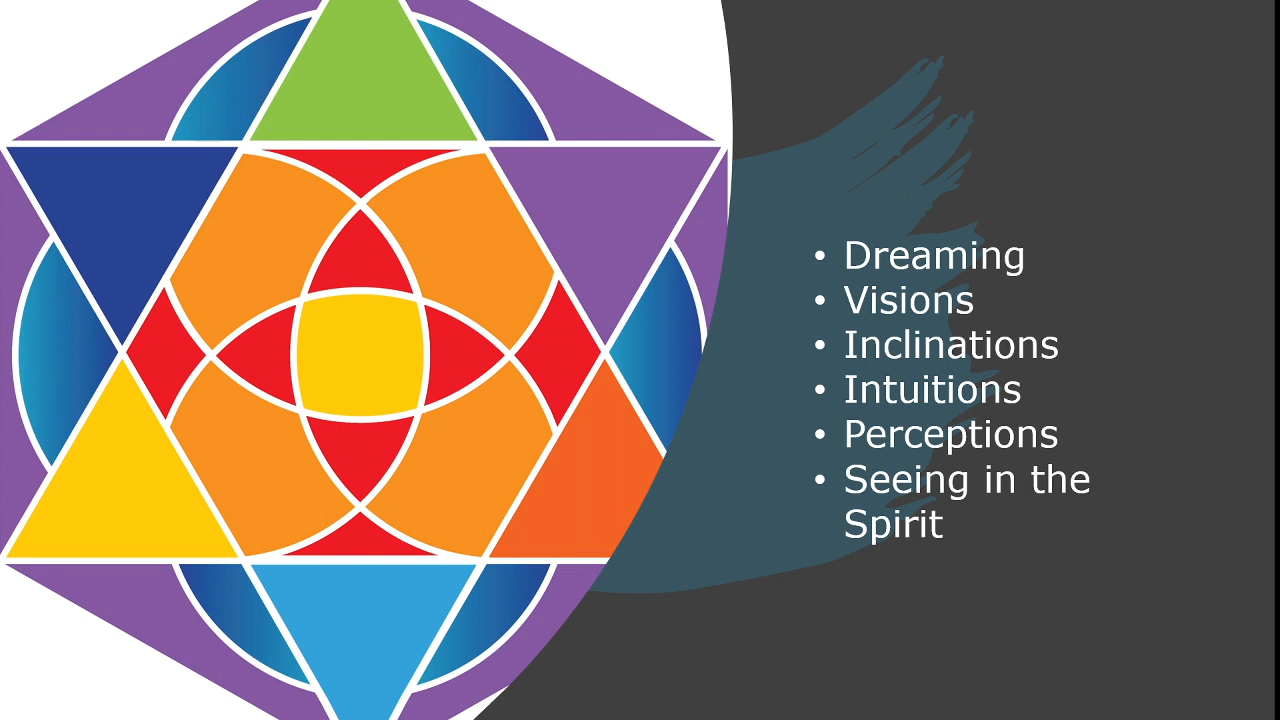 • Dreaming
• Visions
• Inclinations
• Intuitions
• Perceptions
• Seeing in the
Spirit